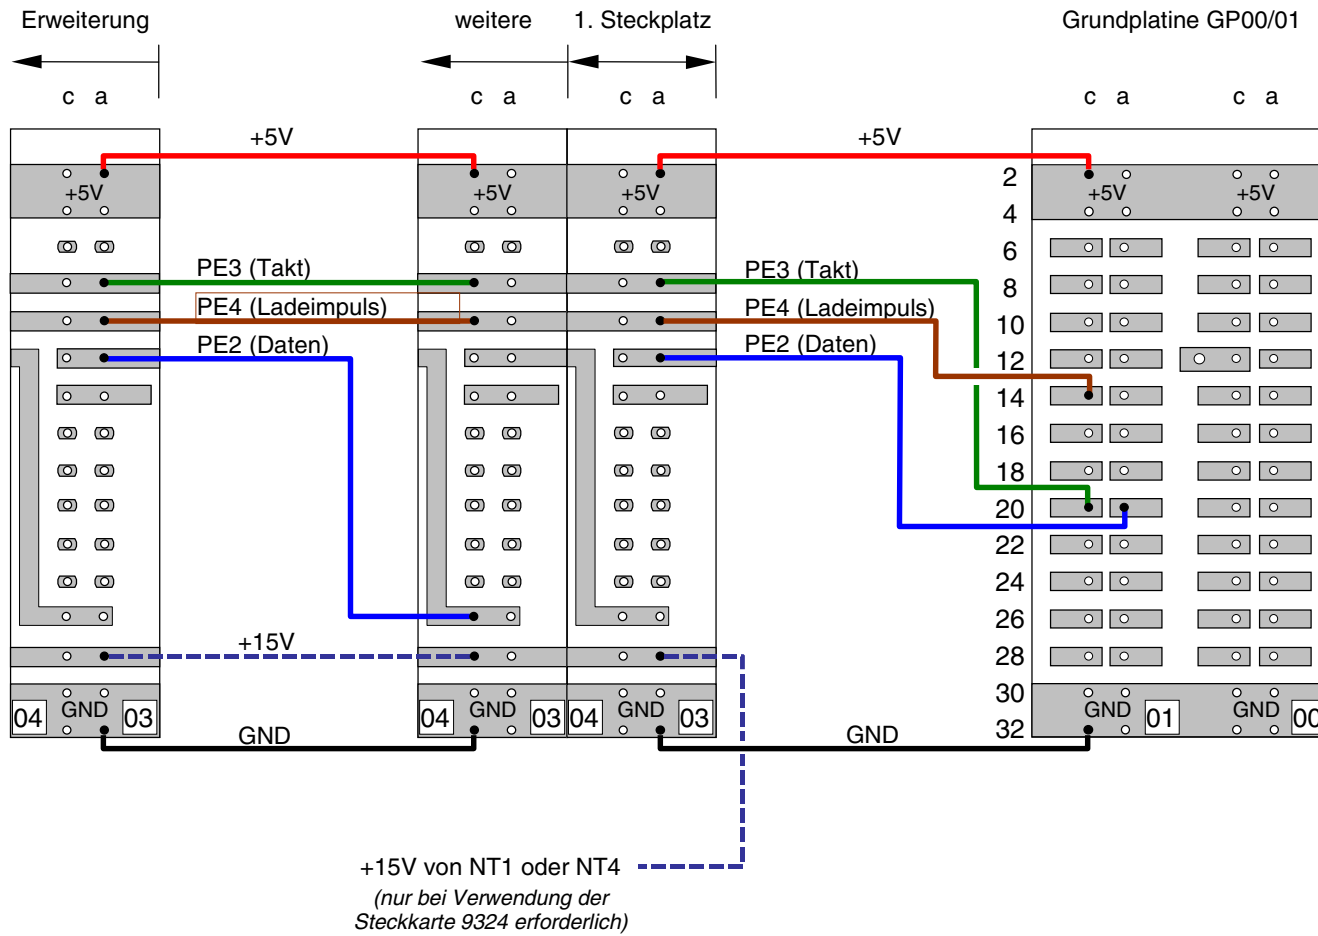 Erweiterung
weitere
1. Steckplatz
Grundplatine GP00/01
c a
c a
c a
c a
c a
+5V
+5V
+5V
+5V
+5V
+5V
+5V
2
4
6
8
10
12
14
16
18
20
22
24
26
28
30
32
PE3 (Takt)
PE4 (Ladeimpuls)
PE2 (Daten)
PE3 (Takt)
PE4 (Ladeimpuls)
PE2 (Daten)
+15V
04 GND 03
04 GND 03
04 GND 03
GND 01
GND 00
GND
GND
+15V von NT1 oder NT4
(nur bei Verwendung der
Steckkarte 9324 erforderlich)